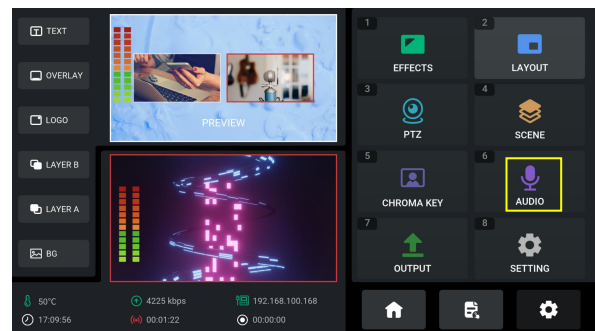 TEXT
OVERLAY
LOGO
LAYER B
LAYER A
BG
PREVIEW
1
EFFECTS
2
LAYOUT
3
PTZ
4
SCENE
5
CHROMA KEY
6
AUDIO
7
OUTPUT
8
SETTING
50°C
4225 kbps
192.168.100.168
17:09:56
00:01:22
00:00:00